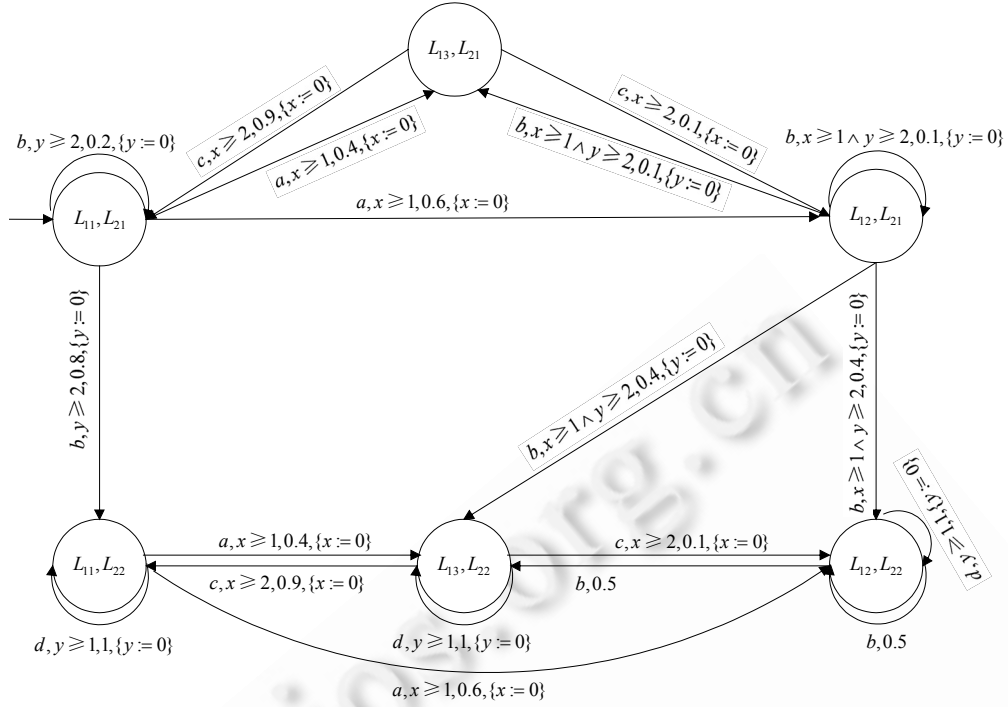 L₁₃, L₂₁
c, x ⩾ 2, 0.9, {x := 0}
a, x ⩾ 1, 0.4, {x := 0}
b, x ⩾ 1 ∧ y ⩾ 2, 0.1, {y := 0}
c, x ⩾ 2, 0.1, {x := 0}
b, y ⩾ 2, 0.2, {y := 0}
b, x ⩾ 1 ∧ y ⩾ 2, 0.1, {y := 0}
L₁₁, L₂₁
a, x ⩾ 1, 0.6, {x := 0}
L₁₂, L₂₁
b, y ⩾ 2, 0.8, {y := 0}
b, x ⩾ 1 ∧ y ⩾ 2, 0.4, {y := 0}
b, x ⩾ 1 ∧ y ⩾ 2, 0.4, {y := 0}
d, y ⩾ 1, 1, {y := 0}
L₁₁, L₂₂
a, x ⩾ 1, 0.4, {x := 0}
c, x ⩾ 2, 0.9, {x := 0}
L₁₃, L₂₂
c, x ⩾ 2, 0.1, {x := 0}
b, 0.5
L₁₂, L₂₂
d, y ⩾ 1, 1, {y := 0}
d, y ⩾ 1, 1, {y := 0}
b, 0.5
a, x ⩾ 1, 0.6, {x := 0}
.org.cn